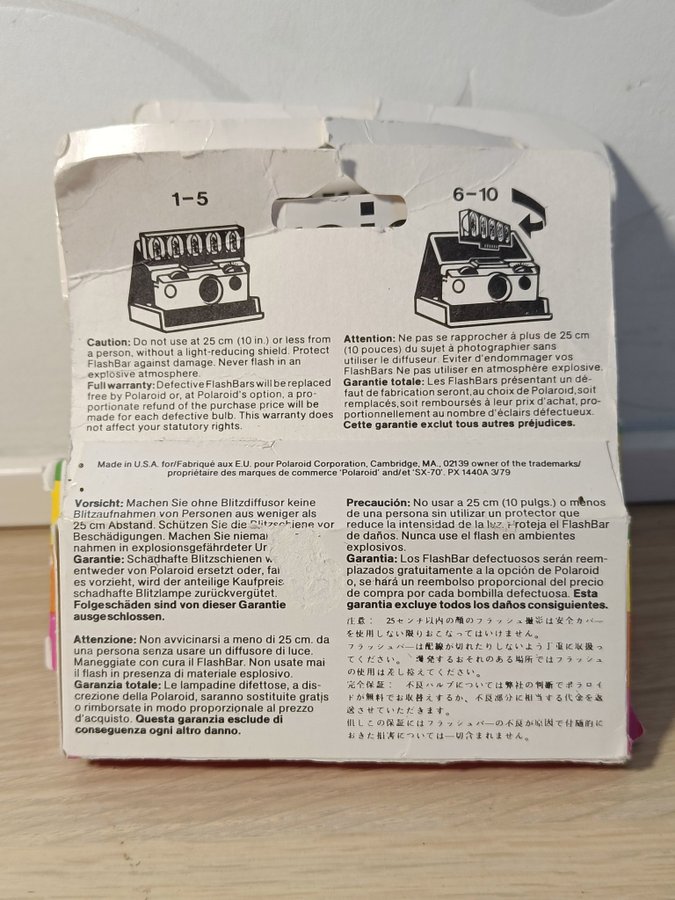 1-5
6-10
Caution: Do not use at 25 cm (10 in.) or less from
a person, without a light-reducing shield. Protect
FlashBar against damage. Never flash in an
explosive atmosphere.
Full warranty: Defective FlashBars will be replaced
free by Polaroid or, at Polaroid's option, a pro-
portionate refund of the purchase price will be
made for each defective bulb. This warranty does
not affect your statutory rights.
Attention: Ne pas se rapprocher à plus de 25 cm
(10 pouces) du sujet à photographier sans
utiliser le diffuseur. Eviter d'endommager vos
FlashBars Ne pas utiliser en atmosphère explosive.
Garantie totale: Les FlashBars présentant un dé-
faut de fabrication seront, au choix de Polaroid, soit
remplacés, soit remboursés à leur prix d'achat, pro-
portionnellement au nombre d'éclairs défectueux.
Cette garantie exclut tous autres préjudices.
Made in U.S.A. for/Fabriqué aux E.U. pour Polaroid Corporation, Cambridge, MA., 02139 owner of the trademarks/
propriétaire des marques de commerce 'Polaroid' and/et 'SX-70'. PX 1440A 3/79
Vorsicht: Machen Sie ohne Blitzdiffusor keine
Blitzaufnahmen von Personen aus weniger als
25 cm Abstand. Schützen Sie die Blitzschiene vor
Beschädigungen. Machen Sie
nahmen in explosionsgefährdeter
Garantie: Schadhafte Blitzschienen
entweder von Polaroid ersetzt oder,
es vorzieht, wird der anteilige Kaufpreis
schadhafte Blitzlampe zurückvergütet.
Folgeschäden sind von dieser Garantie
ausgeschlossen.
Attenzione: Non avvicinarsi a meno di 25 cm. da
una persona senza usare un diffusore di luce.
Maneggiate con cura il FlashBar. Non usate mai
il flash in presenza di materiale esplosivo.
Garanzia totale: Le lampadine difettose, a dis-
crezione della Polaroid, saranno sostituite gratis
o rimborsate in modo proporzionale al prezzo
d'acquisto. Questa garanzia esclude di
conseguenza ogni altro danno.
Precaución: No usar a 25 cm (10 pulgs.) o menos
de una persona sin utilizar un protector que
reduce la intensidad de la luz. Proteja el FlashBar
de daños. Nunca use el flash en ambientes
explosivos.
Garantia: Los FlashBar defectuosos serán reem-
plazados gratuitamente a la opción de Polaroid
o, se hará un reembolso proporcional del precio
de compra por cada bombilla defectuosa. Esta
garantia excluye todos los daños consiguientes.
注意： 25センチ以内の顔のフラッシュ撮影は安全カバー
を使用しない限りおこなってはいけません。
フラッシュバーは配線が切れたりしないよう丁重に取扱っ
てください。 爆発するおそれのある場所ではフラッシュ
の使用は差し控えてください。
完全保証： 不良バルブについては弊社の判断でポラロイ
ドが無料でお取替えするか、不良部分に相当する代金を返
送させていただきます。
但しこの保証にはフラッシュバーの不良が原因で付随的に
おきた損害については一切含まれません。